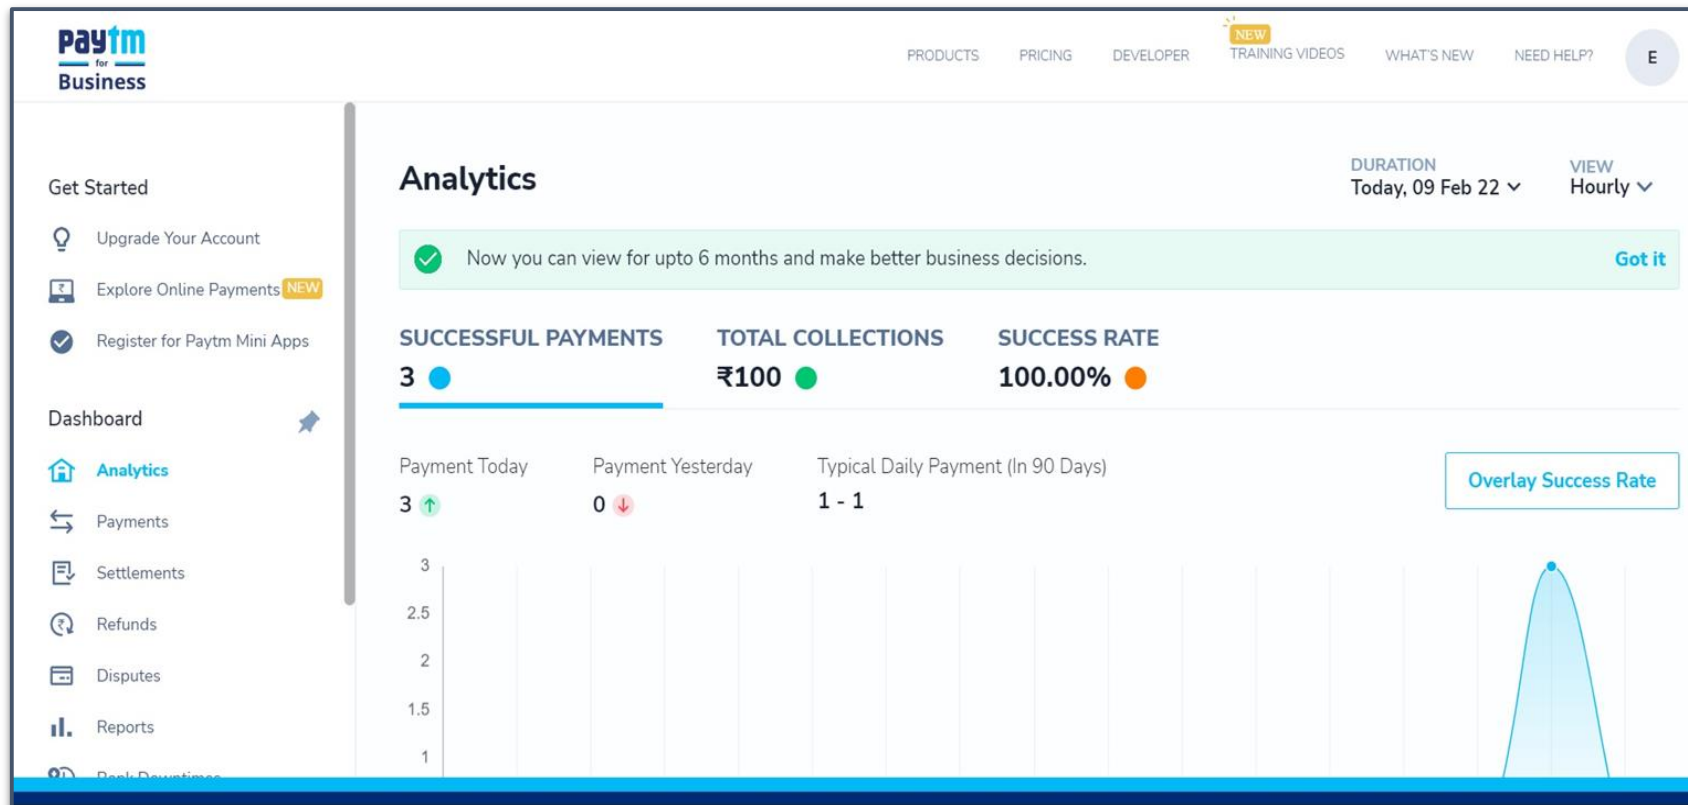 paytm
for
Business
PRODUCTS PRICING DEVELOPER NEW TRAINING VIDEOS WHAT'S NEW NEED HELP? E
Get Started
Upgrade Your Account
Explore Online Payments NEW
Register for Paytm Mini Apps
Dashboard
Analytics
Payments
Settlements
Refunds
Disputes
Reports
Bank Downtimes
Analytics
DURATION
Today, 09 Feb 22
VIEW
Hourly
Now you can view for upto 6 months and make better business decisions. Got it
SUCCESSFUL PAYMENTS TOTAL COLLECTIONS SUCCESS RATE
3 ₹100 100.00%
Payment Today Payment Yesterday Typical Daily Payment (In 90 Days)
3 0 1 - 1
Overlay Success Rate
3
2.5
2
1.5
1